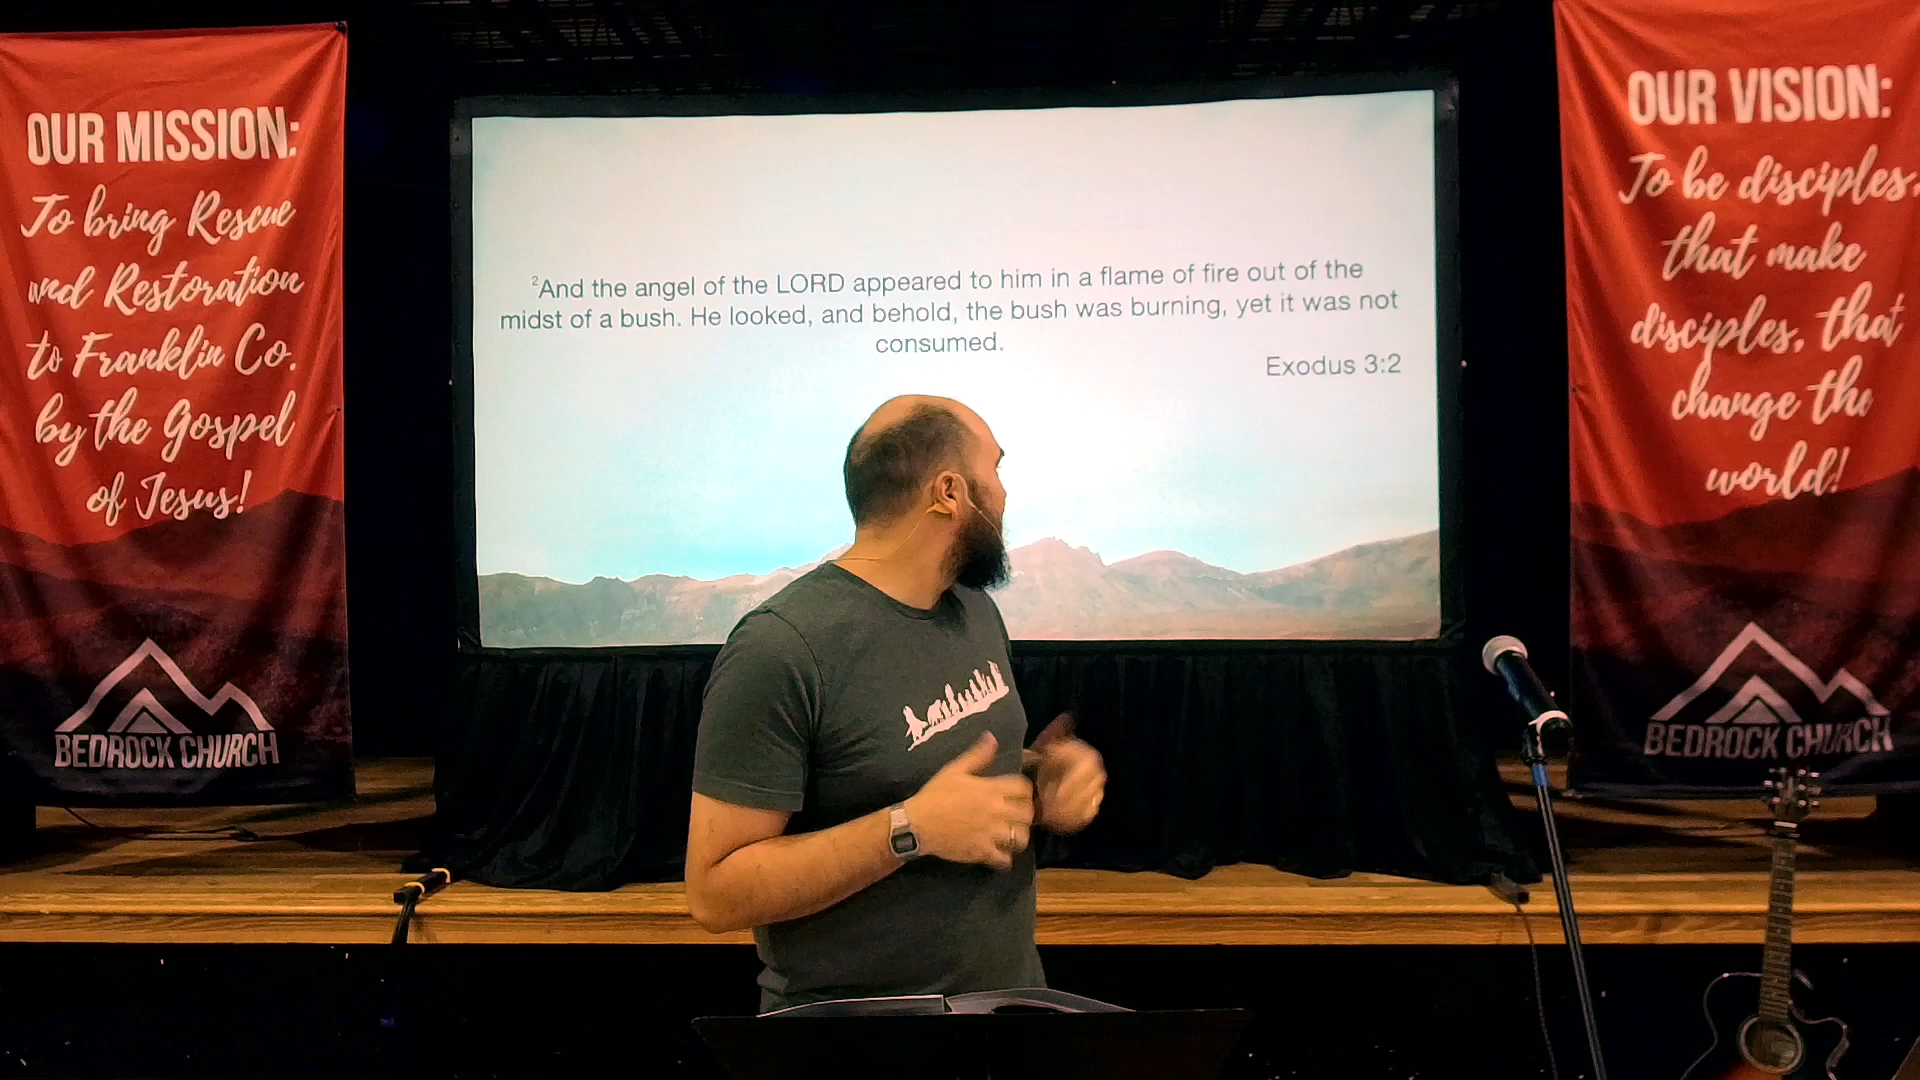 OUR MISSION:
To bring Rescue
and Restoration
to Franklin Co.
by the Gospel
of Jesus!
BEDROCK CHURCH
2And the angel of the LORD appeared to him in a flame of fire out of the
midst of a bush. He looked, and behold, the bush was burning, yet it was not
consumed.
Exodus 3:2
OUR VISION:
To be disciples,
that make
disciples, that
change the
world!
BEDROCK CHURCH